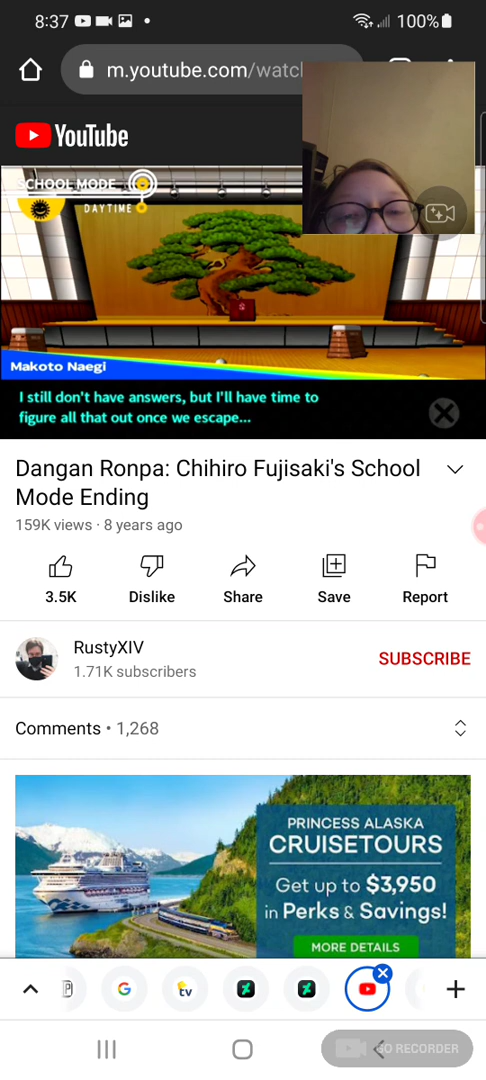 8:37
100%
m.youtube.com/watc
YouTube
SCHOOL MODE
DAYTIME
Makoto Naegi
I still don't have answers, but I'll have time to
figure all that out once we escape...
Dangan Ronpa: Chihiro Fujisaki's School
Mode Ending
159K views · 8 years ago
3.5K Dislike Share Save Report
RustyXIV
1.71K subscribers
SUBSCRIBE
Comments • 1,268
PRINCESS ALASKA
CRUISETOURS
Get up to $3,950
in Perks & Savings!
MORE DETAILS
P G tv
GO RECORDER